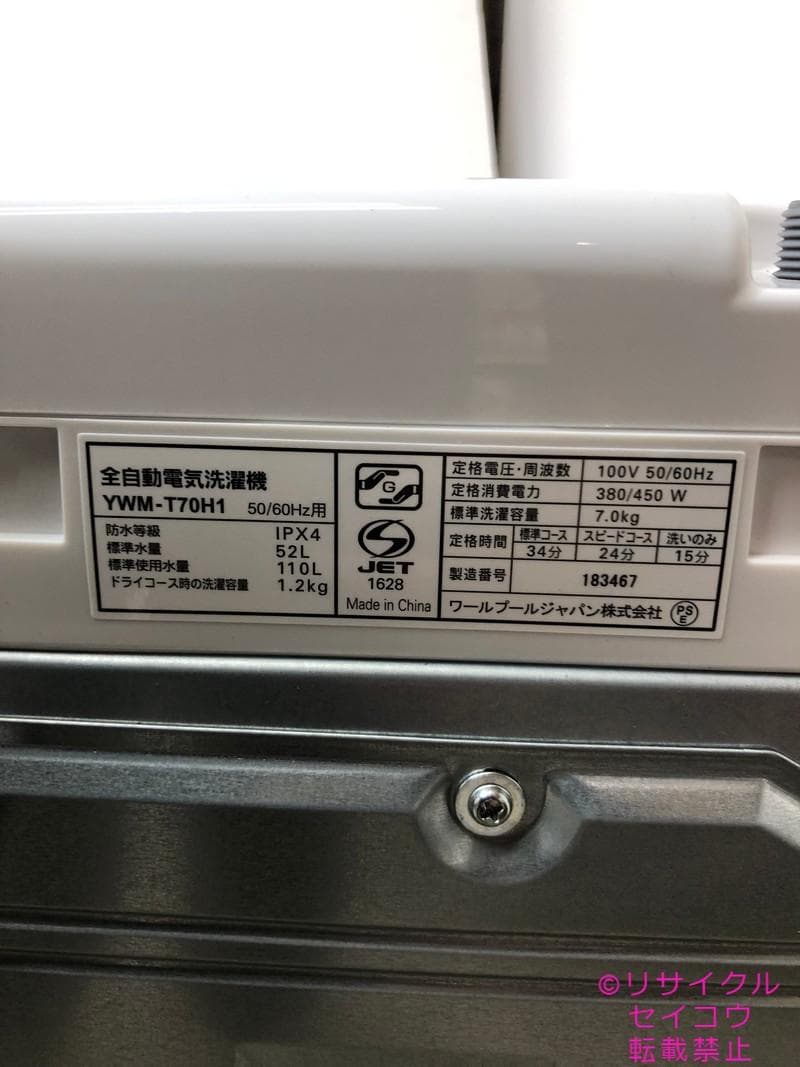 全自動電気洗濯機
YWM-T70H1 50/60Hz用
防水等級 IPX4
標準水量 52L
標準使用水量 110L
ドライコース時の洗濯容量 1.2kg
G
S
JET
1628
Made in China
定格電圧・周波数 100V 50/60Hz
定格消費電力 380/450 W
標準洗濯容量 7.0kg
定格時間 標準コース スピードコース 洗いのみ
34分 24分 15分
製造番号 183467
ワールプールジャパン株式会社 PSE
©リサイクル
セイコウ
転載禁止